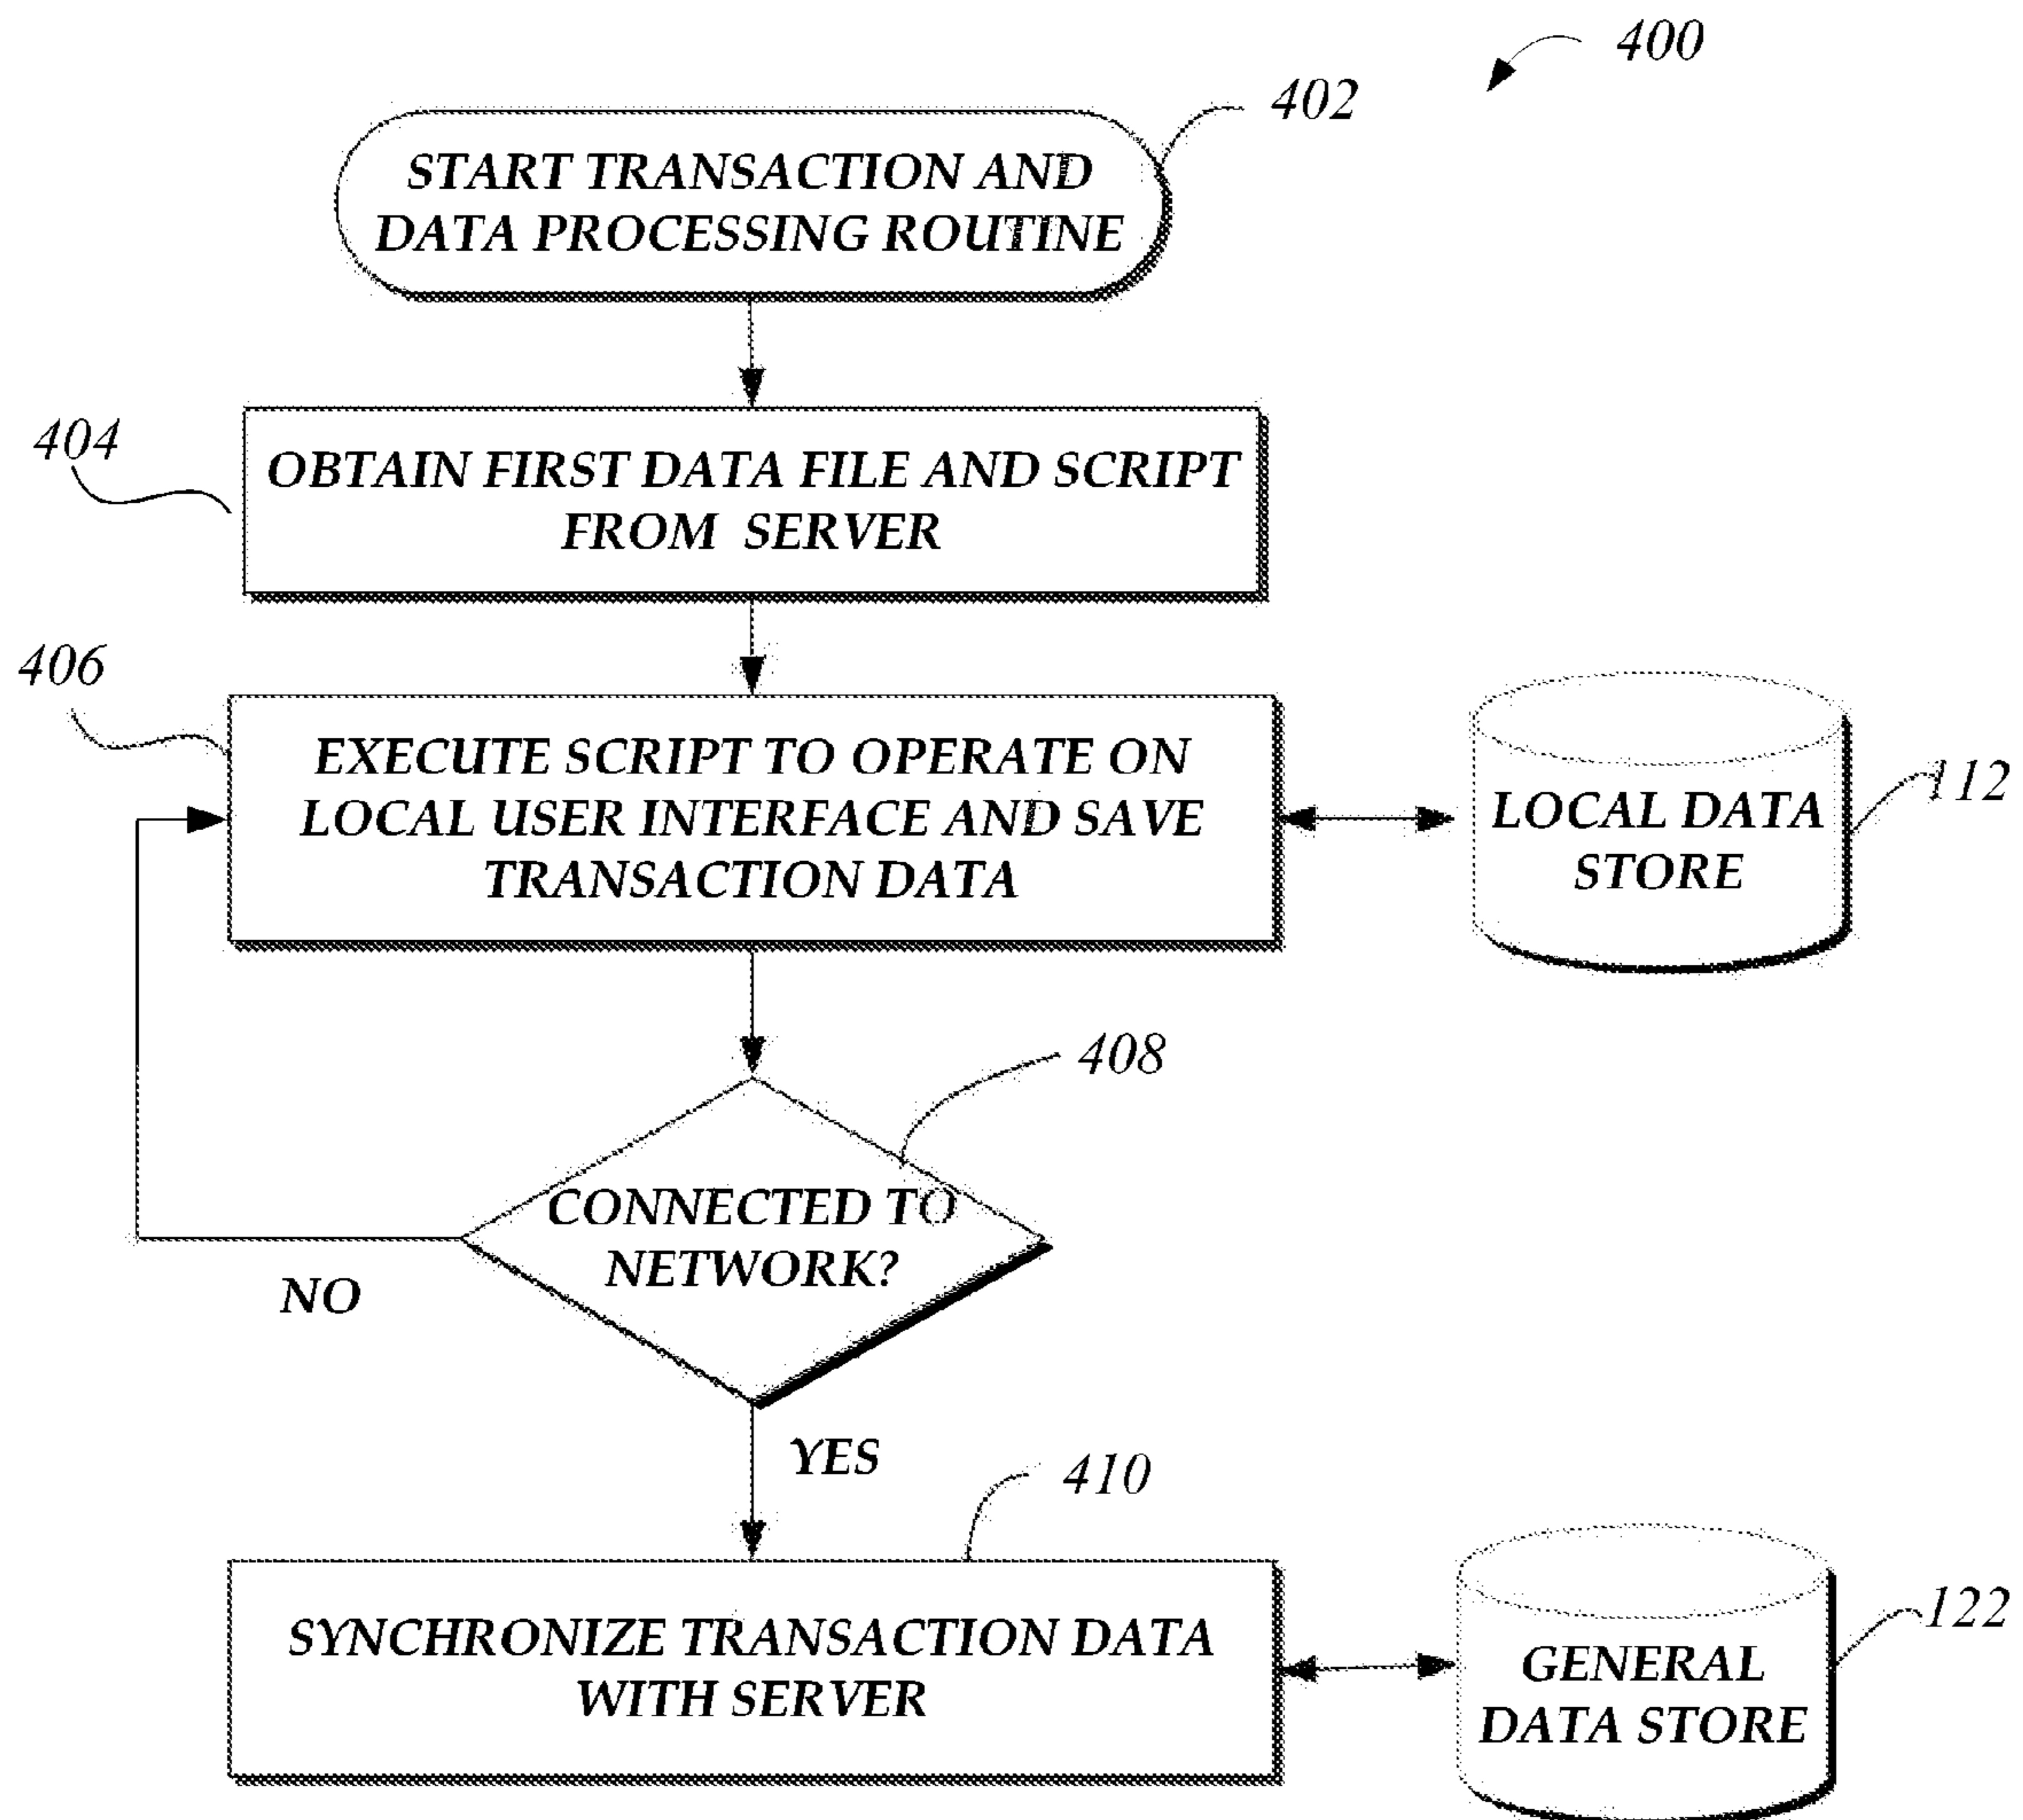 400
402
START TRANSACTION AND
DATA PROCESSING ROUTINE
404
OBTAIN FIRST DATA FILE AND SCRIPT
FROM SERVER
406
EXECUTE SCRIPT TO OPERATE ON
LOCAL USER INTERFACE AND SAVE
TRANSACTION DATA
112
LOCAL DATA
STORE
408
CONNECTED TO
NETWORK?
NO
YES
410
SYNCHRONIZE TRANSACTION DATA
WITH SERVER
122
GENERAL
DATA STORE